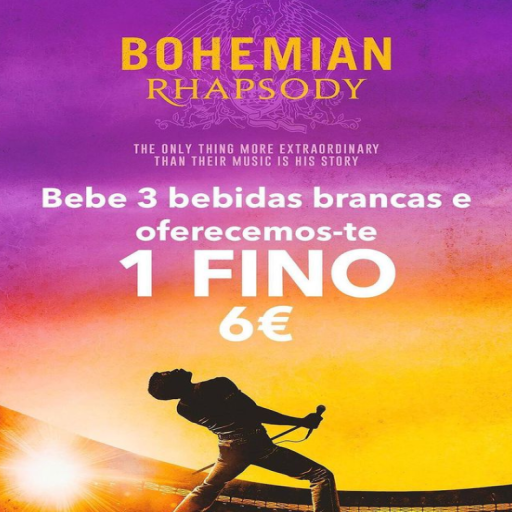 BOHEMIAN
RHAPSODY
THE ONLY THING MORE EXTRAORDINARY
THAN THEIR MUSIC IS HIS STORY
Bebe 3 bebidas brancas e
oferecemos-te
1 FINO
6€